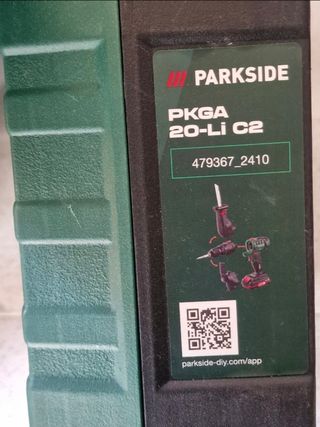 PARKSIDE
PKGA
20-Li C2
479367_2410
parkside-diy.com/app